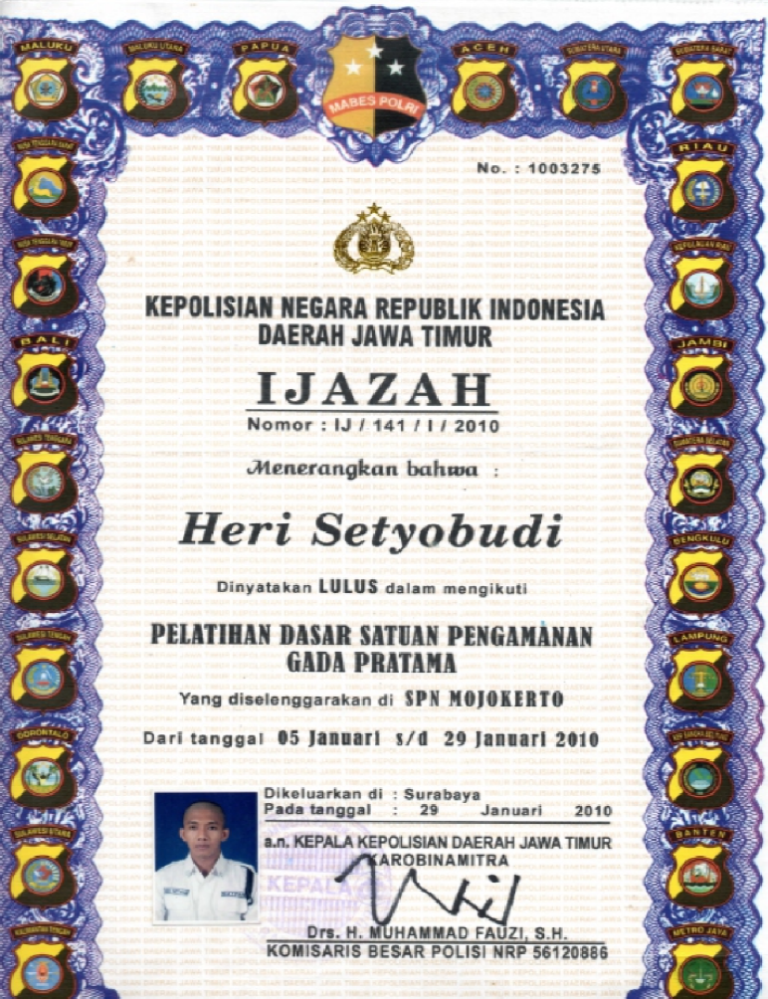 MALUKU
MALUKU UTARA
PAPUA
ACEH
SUMATERA UTARA
SUMATERA BARAT
MABES POLRI
No. : 1003275
NUSA TENGGARA BARAT
RIAU
NUSA TENGGARA TIMUR
KEPULAUAN RIAU
KEPOLISIAN NEGARA REPUBLIK INDONESIA
DAERAH JAWA TIMUR
BALI
JAMBI
IJAZAH
Nomor : IJ / 141 / I / 2010
SULAWESI TENGGARA
SUMATERA SELATAN
Menerangkan bahwa :
Heri Setyobudi
SULAWESI SELATAN
BENGKULU
Dinyatakan LULUS dalam mengikuti
PELATIHAN DASAR SATUAN PENGAMANAN
GADA PRATAMA
SULAWESI TENGAH
LAMPUNG
Yang diselenggarakan di SPN MOJOKERTO
GORONTALO
Dari tanggal 05 Januari s/d 29 Januari 2010
Dikeluarkan di : Surabaya
Pada tanggal : 29 Januari 2010
SULAWESI UTARA
BANTEN
a.n. KEPALA KEPOLISIAN DAERAH JAWA TIMUR
KAROBINAMITRA
KEPALA
Drs. H. MUHAMMAD FAUZI, S.H.
KOMISARIS BESAR POLISI NRP 56120886
KALIMANTAN TENGAH
METRO JAYA